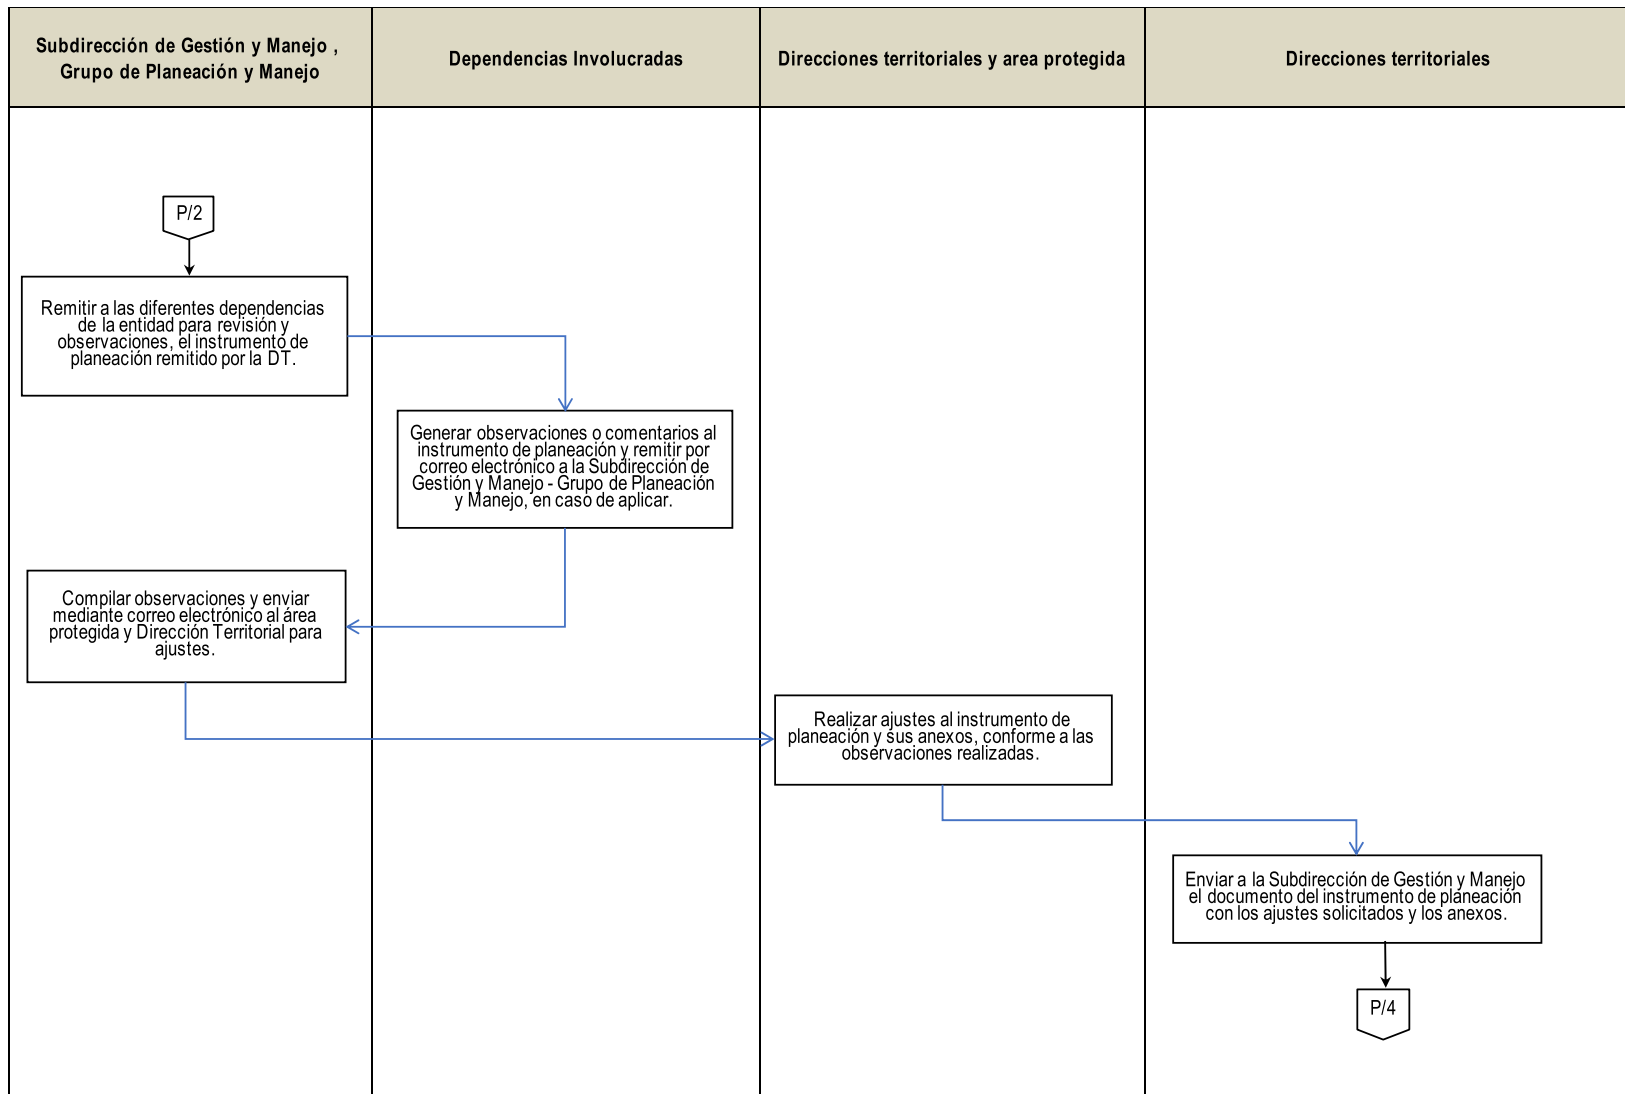 Subdirección de Gestión y Manejo ,
Grupo de Planeación y Manejo
Dependencias Involucradas
Direcciones territoriales y area protegida
Direcciones territoriales
P/2
Remitir a las diferentes dependencias
de la entidad para revisión y
observaciones, el instrumento de
planeación remitido por la DT.
Generar observaciones o comentarios al
instrumento de planeación y remitir por
correo electrónico a la Subdirección de
Gestión y Manejo - Grupo de Planeación
y Manejo, en caso de aplicar.
Compilar observaciones y enviar
mediante correo electrónico al área
protegida y Dirección Territorial para
ajustes.
Realizar ajustes al instrumento de
planeación y sus anexos, conforme a las
observaciones realizadas.
Enviar a la Subdirección de Gestión y Manejo
el documento del instrumento de planeación
con los ajustes solicitados y los anexos.
P/4